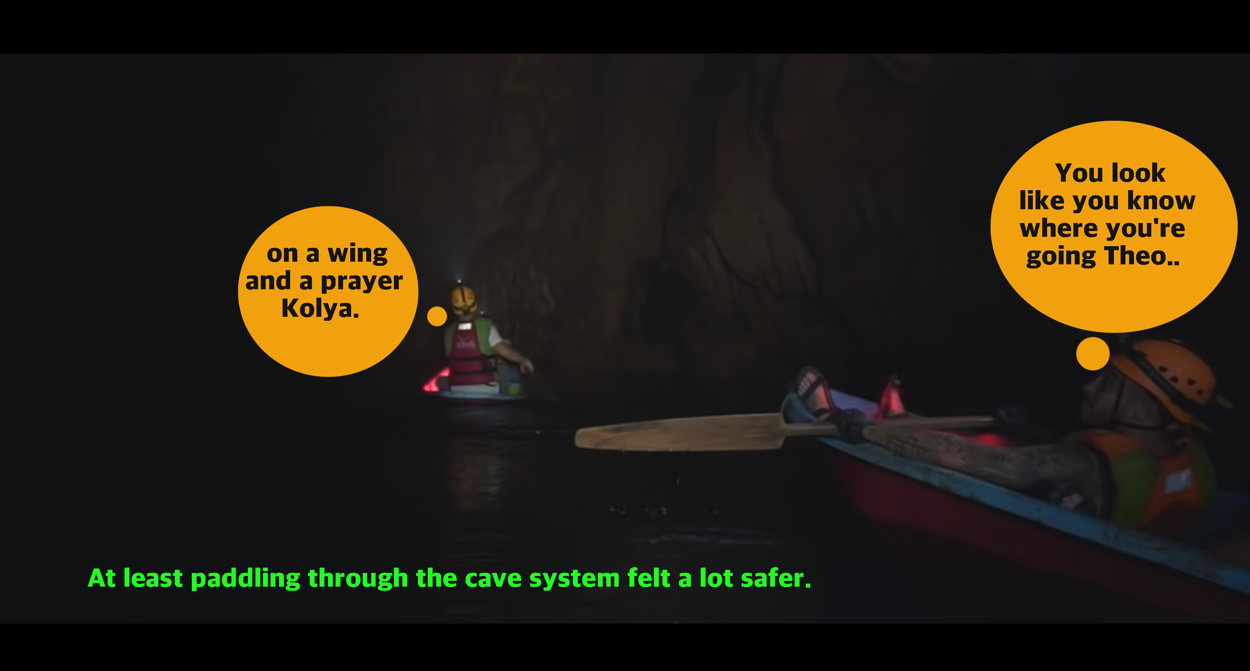 You look
like you know
where you're
going Theo..
on a wing
and a prayer
Kolya.
At least paddling through the cave system felt a lot safer.